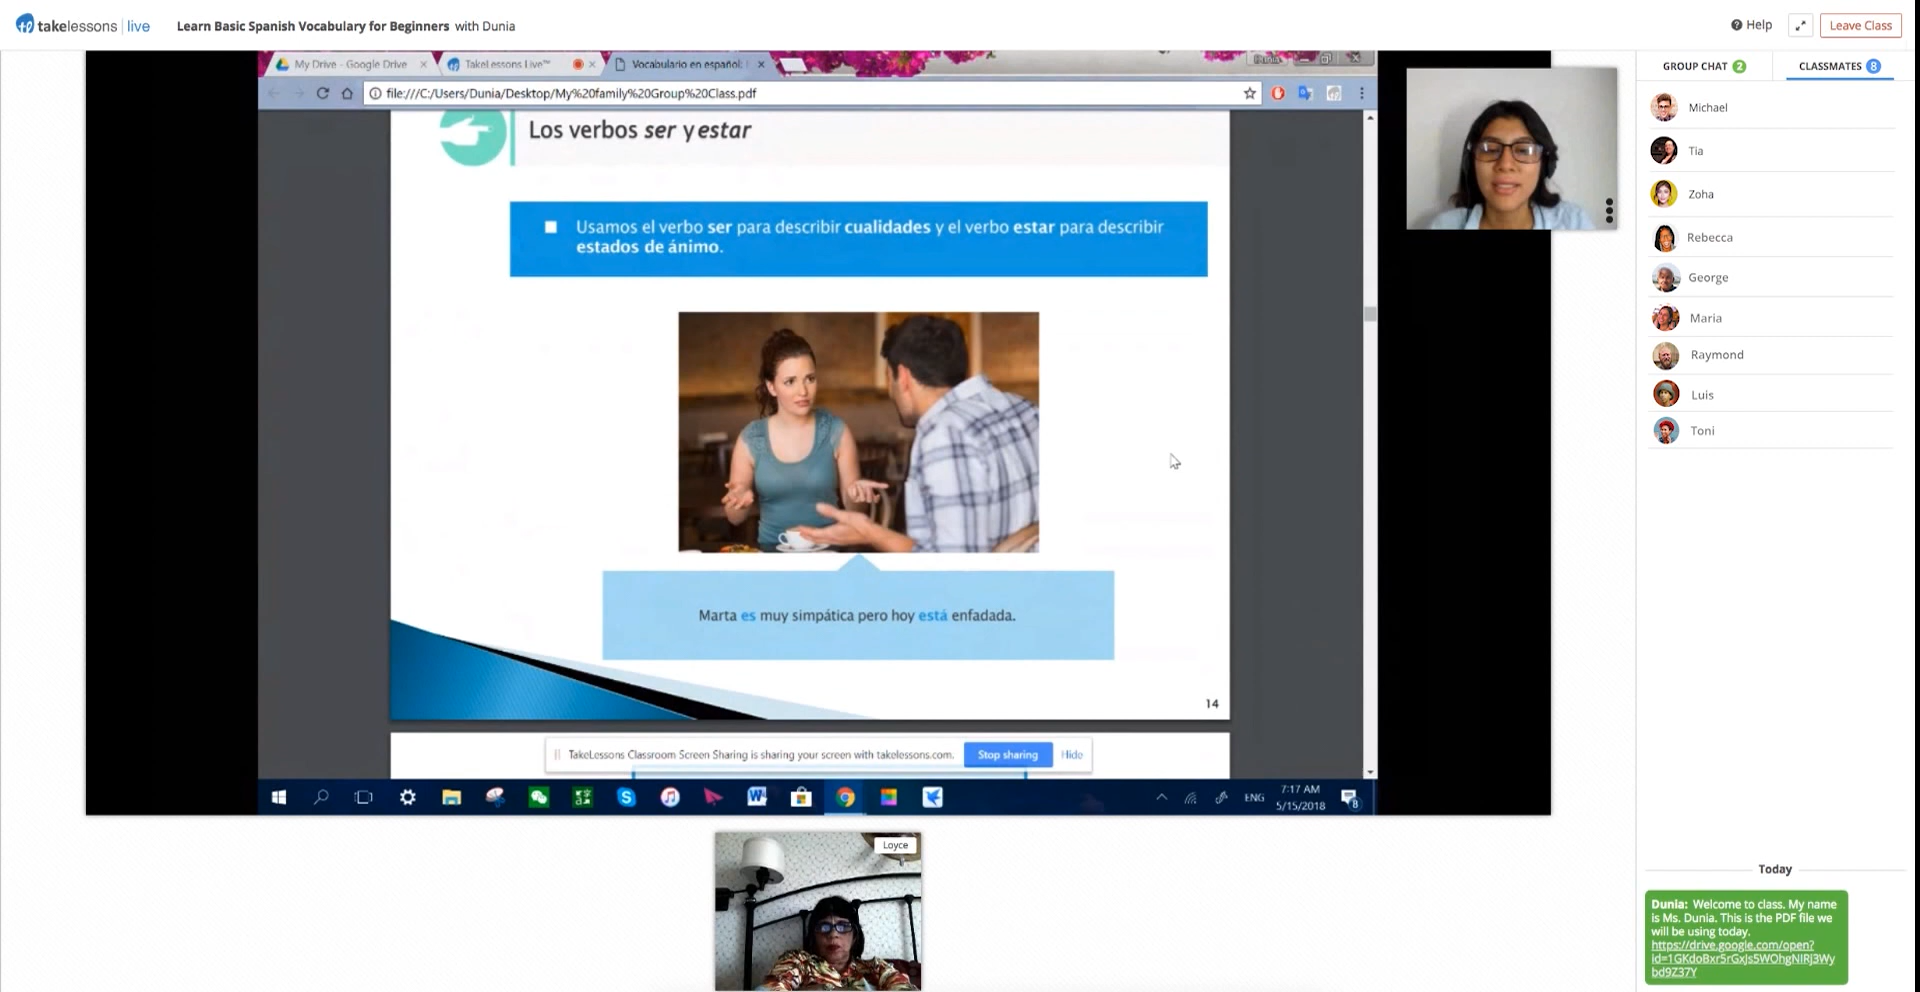 takelessons | live
Learn Basic Spanish Vocabulary for Beginners with Dunia
Help
Leave Class
My Drive - Google Drive
TakeLessons Live™
Vocabulario en español:
Dunia
file:///C:/Users/Dunia/Desktop/My%20family%20Group%20Class.pdf
Los verbos ser y estar
Usamos el verbo ser para describir cualidades y el verbo estar para describir
estados de ánimo.
Marta es muy simpática pero hoy está enfadada.
14
TakeLessons Classroom Screen Sharing is sharing your screen with takelessons.com.
Stop sharing
Hide
ENG
7:17 AM
5/15/2018
8
Loyce
GROUP CHAT 2
CLASSMATES 8
Michael
Tia
Zoha
Rebecca
George
Maria
Raymond
Luis
Toni
Today
Dunia: Welcome to class. My name
is Ms. Dunia. This is the PDF file we
will be using today.
https://drive.google.com/open?
id=1GKdoBxr5rGxJs5WOhgNIRJ3Wy
bd9Z37Y